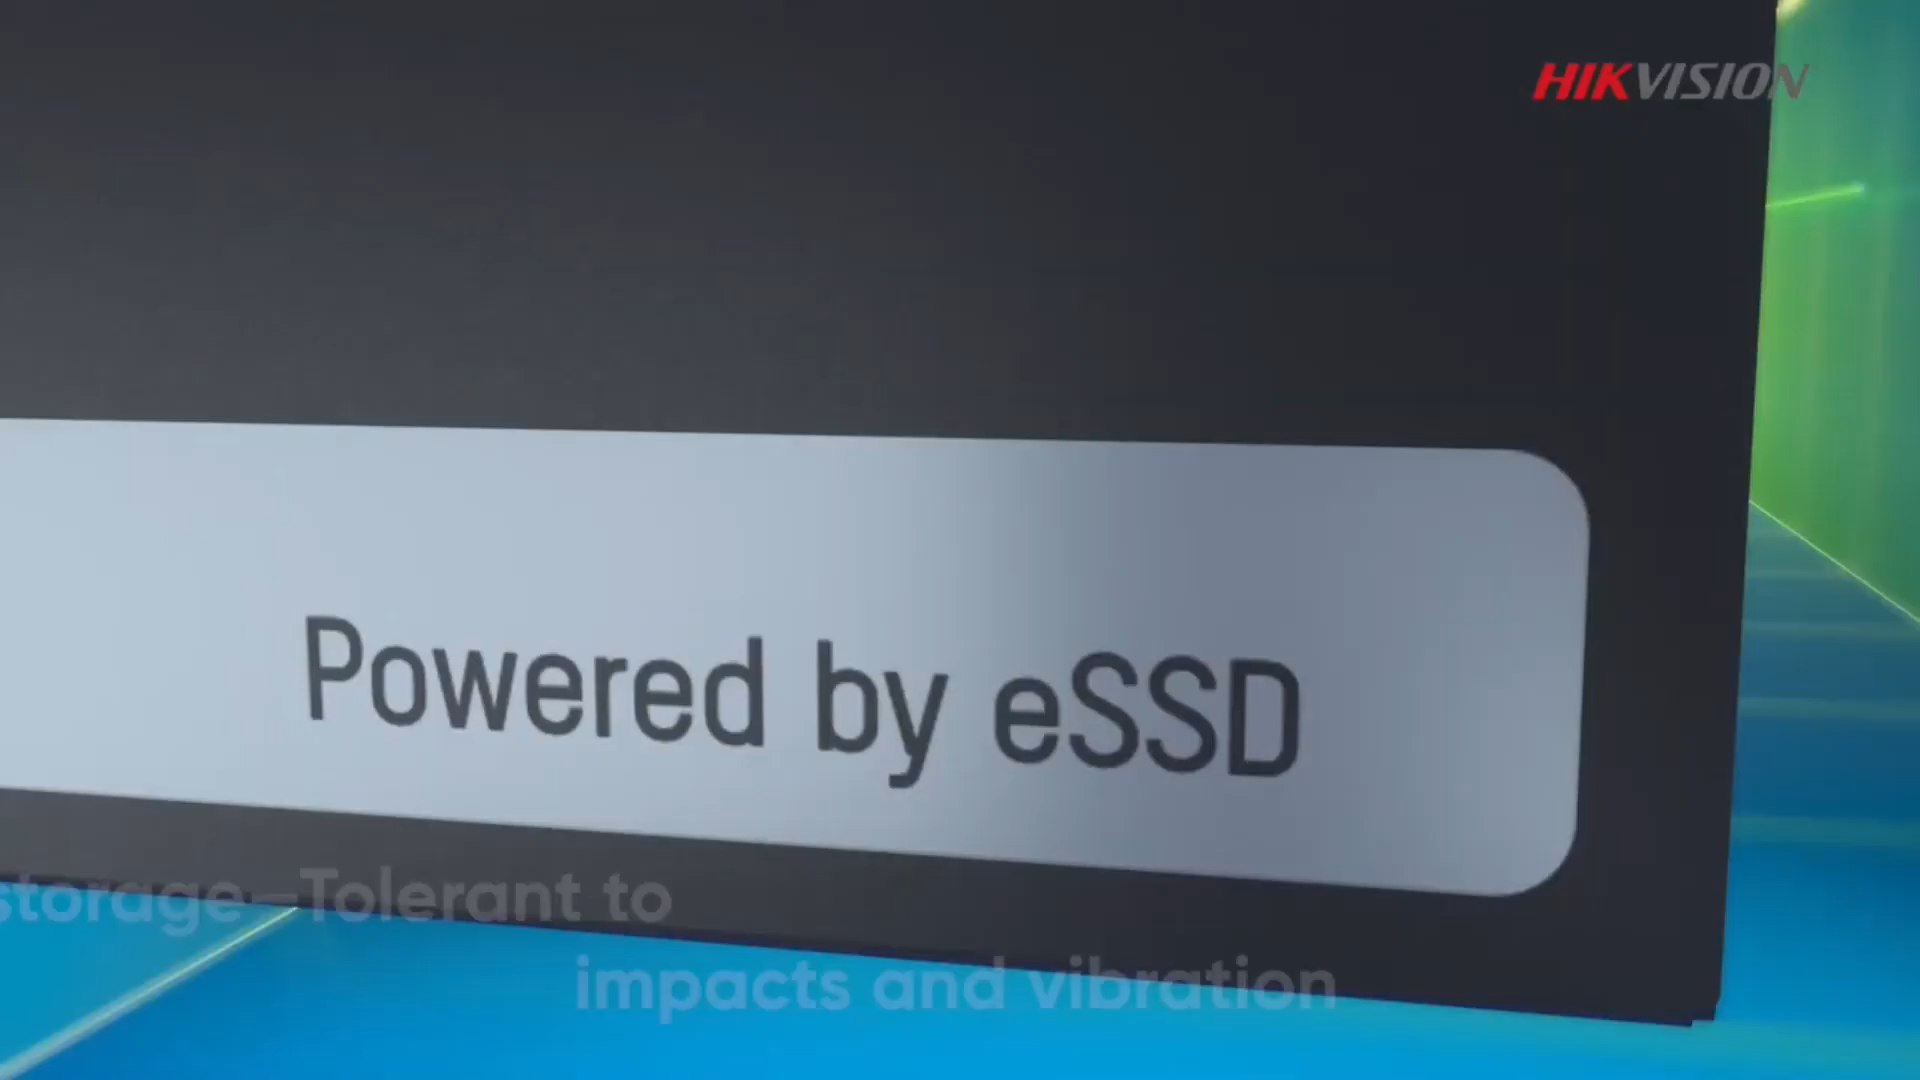 HIKVISION
Powered by eSSD
storage–Tolerant to
impacts and vibration